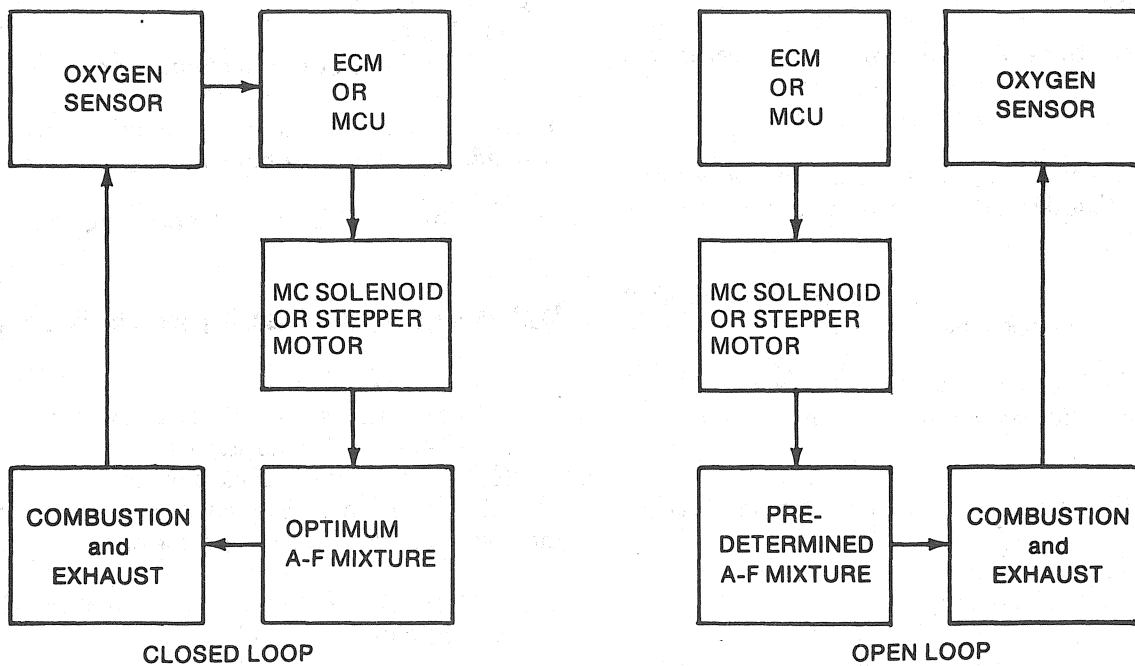 OXYGEN
SENSOR
ECM
OR
MCU
MC SOLENOID
OR STEPPER
MOTOR
OPTIMUM
A-F MIXTURE
COMBUSTION
and
EXHAUST
CLOSED LOOP
ECM
OR
MCU
OXYGEN
SENSOR
MC SOLENOID
OR STEPPER
MOTOR
PRE-
DETERMINED
A-F MIXTURE
COMBUSTION
and
EXHAUST
OPEN LOOP